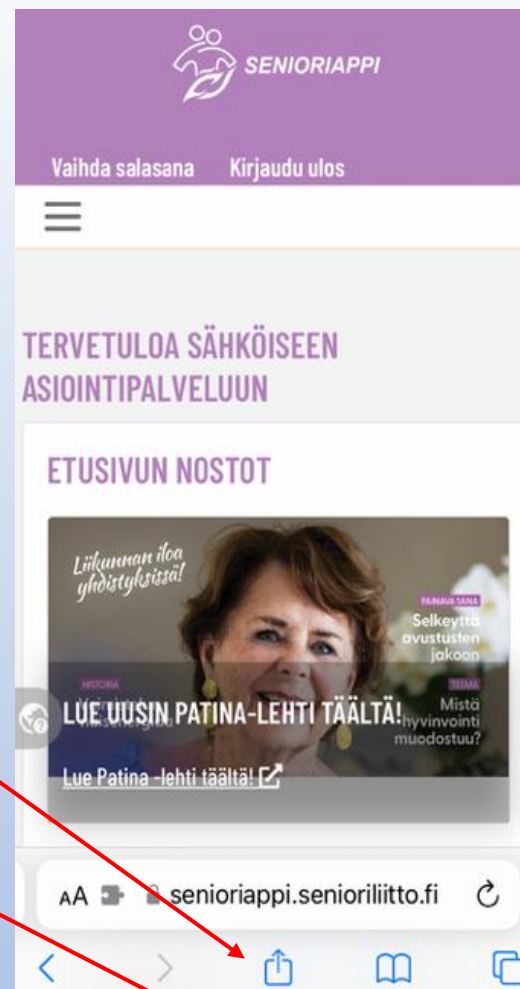 SENIORIAPPI
Vaihda salasana Kirjaudu ulos
TERVETULOA SÄHKÖISEEN
ASIOINTIPALVELUUN
ETUSIVUN NOSTOT
Liikunnan iloa
yhdistyksissä!
PAINAVA SANA
Selkeyttä
avustusten
jakoon
HISTORIA
TEEMA
Mistä
hyvinvointi
muodostuu?
LUE UUSIN PATINA-LEHTI TÄÄLTÄ!
Lue Patina -lehti täältä!
AA senioriappi.senioriliitto.fi